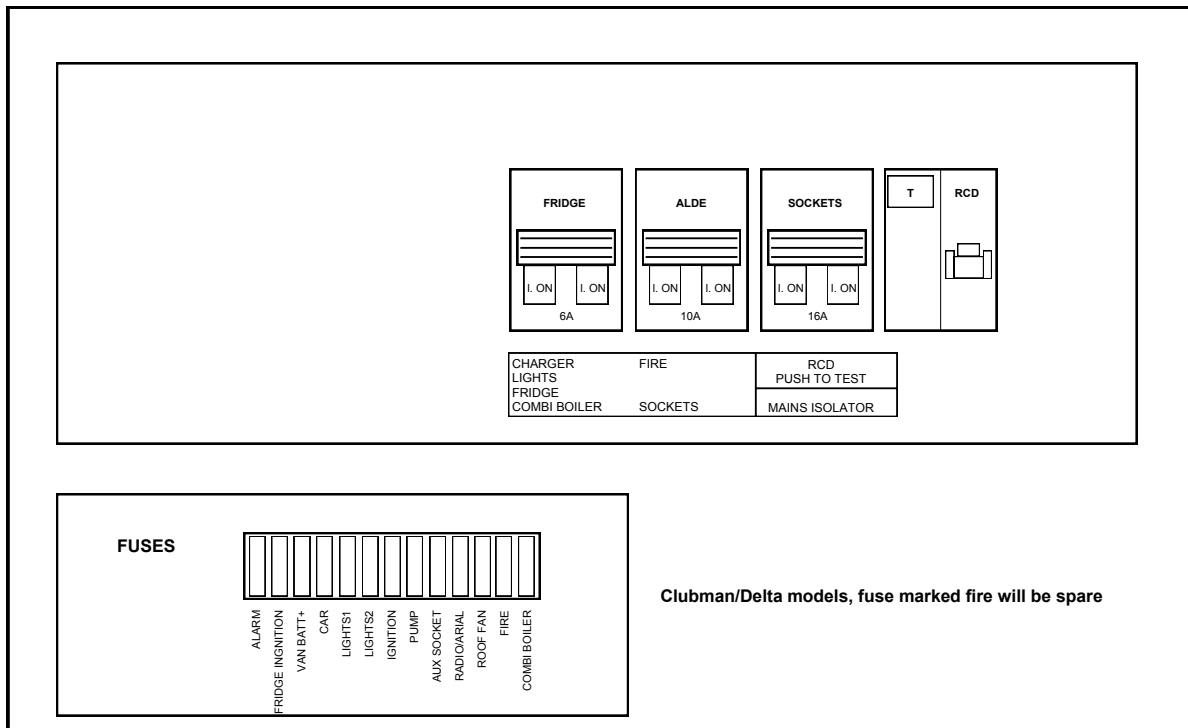 FRIDGE ALDE SOCKETS T RCD
I. ON I. ON I. ON I. ON I. ON I. ON
6A 10A 16A
CHARGER FIRE RCD
LIGHTS PUSH TO TEST
FRIDGE
COMBI BOILER SOCKETS MAINS ISOLATOR
FUSES
Clubman/Delta models, fuse marked fire will be spare
ALARM
FRIDGE INGNITION
VAN BATT+
CAR
LIGHTS1
LIGHTS2
IGNITION
PUMP
AUX SOCKET
RADIO/ARIAL
ROOF FAN
FIRE
COMBI BOILER